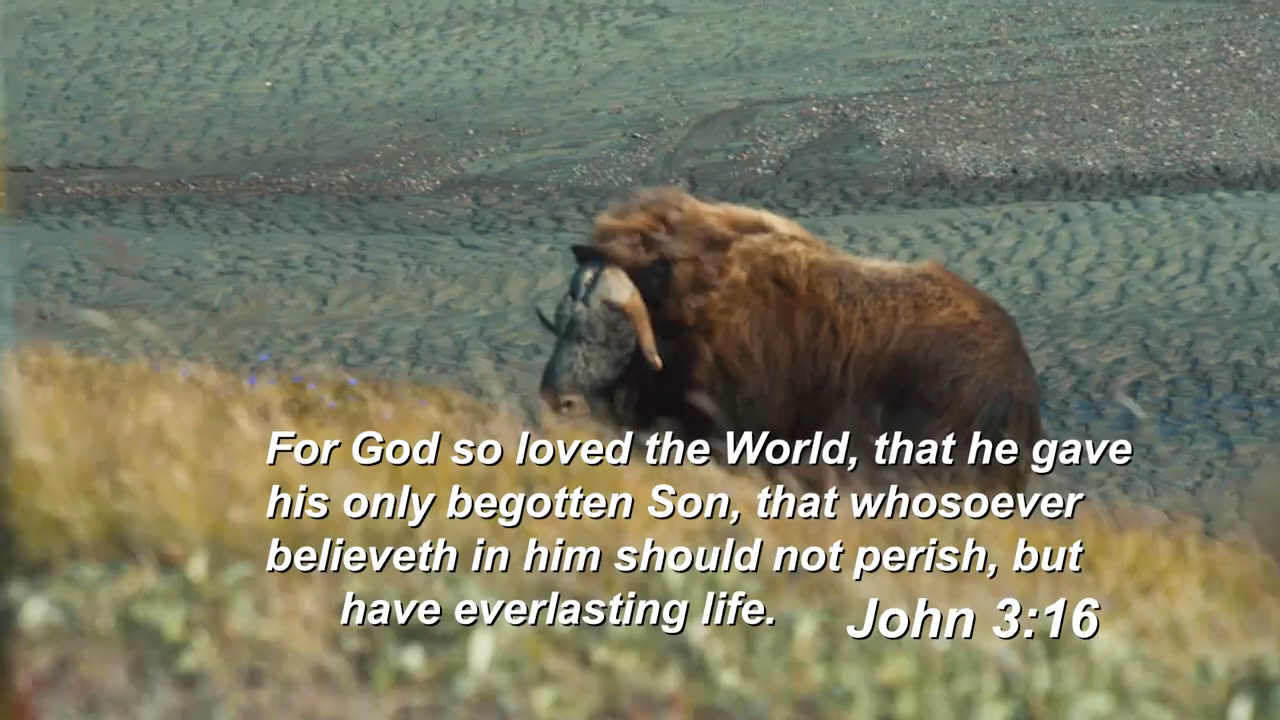 For God so loved the World, that he gave
his only begotten Son, that whosoever
believeth in him should not perish, but
have everlasting life. John 3:16